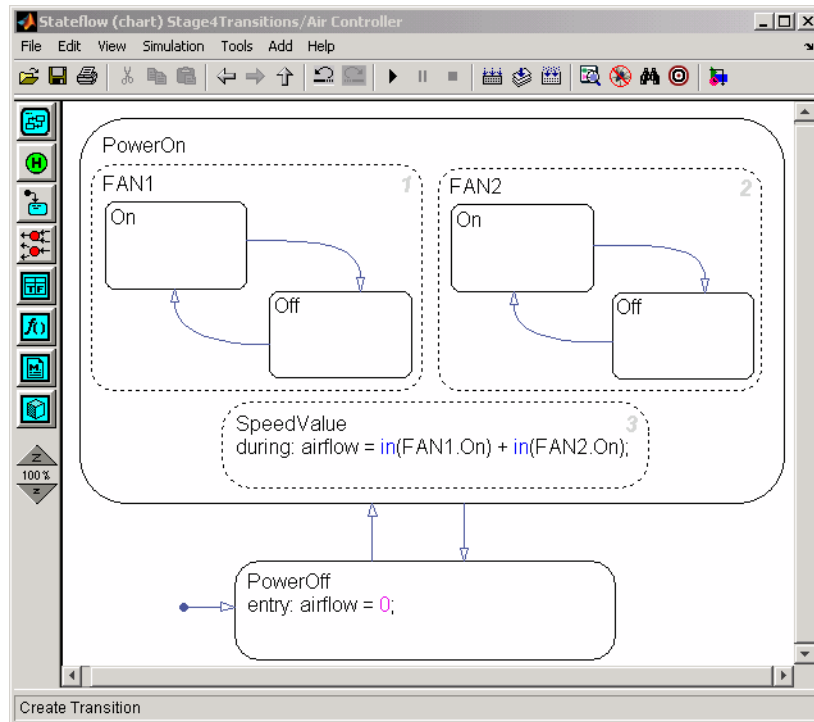 Stateflow (chart) Stage4Transitions/Air Controller
File Edit View Simulation Tools Add Help
PowerOn
FAN1 1
On
Off
FAN2 2
On
Off
SpeedValue 3
during: airflow = in(FAN1.On) + in(FAN2.On);
PowerOff
entry: airflow = 0;
H
TF
f()
M
Z
100 %
Z
Create Transition